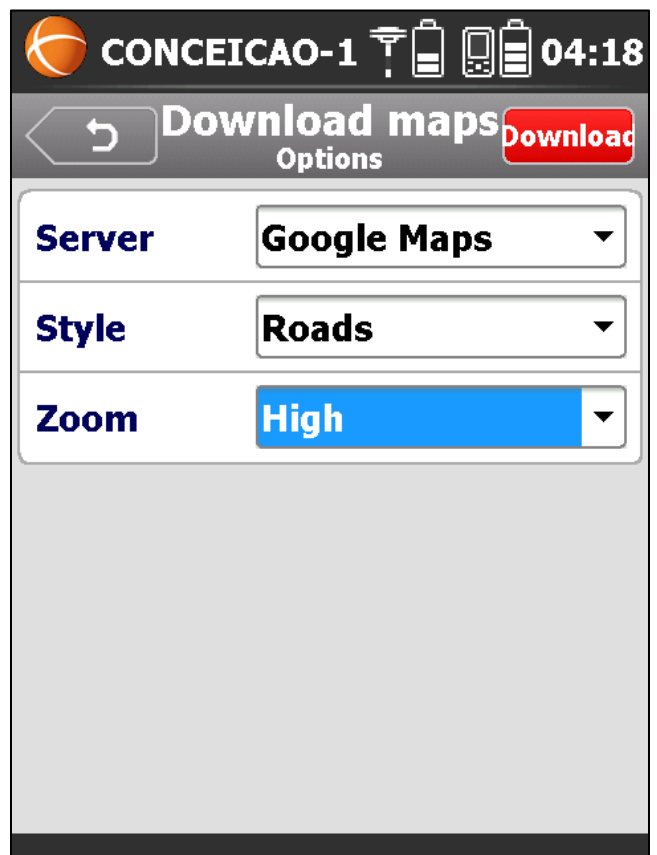 CONCEICAO-1 04:18
Download maps Download
Options
Server Google Maps
Style Roads
Zoom High